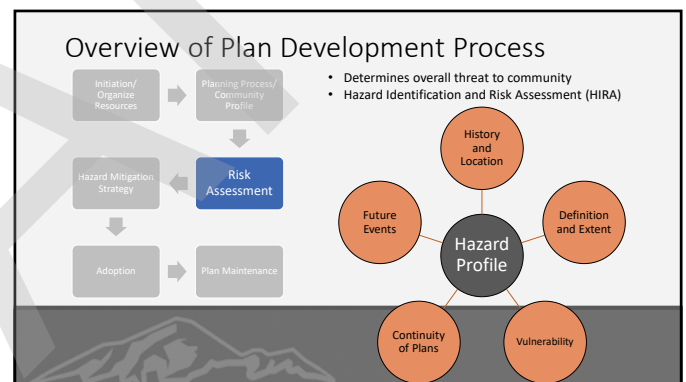 Overview of Plan Development Process
Initiation/
Organize
Resources
Planning Process/
Community
Profile
Hazard Mitigation
Strategy
Risk
Assessment
Adoption
Plan Maintenance
• Determines overall threat to community
• Hazard Identification and Risk Assessment (HIRA)
History
and
Location
Future
Events
Definition
and Extent
Hazard
Profile
Continuity
of Plans
Vulnerability